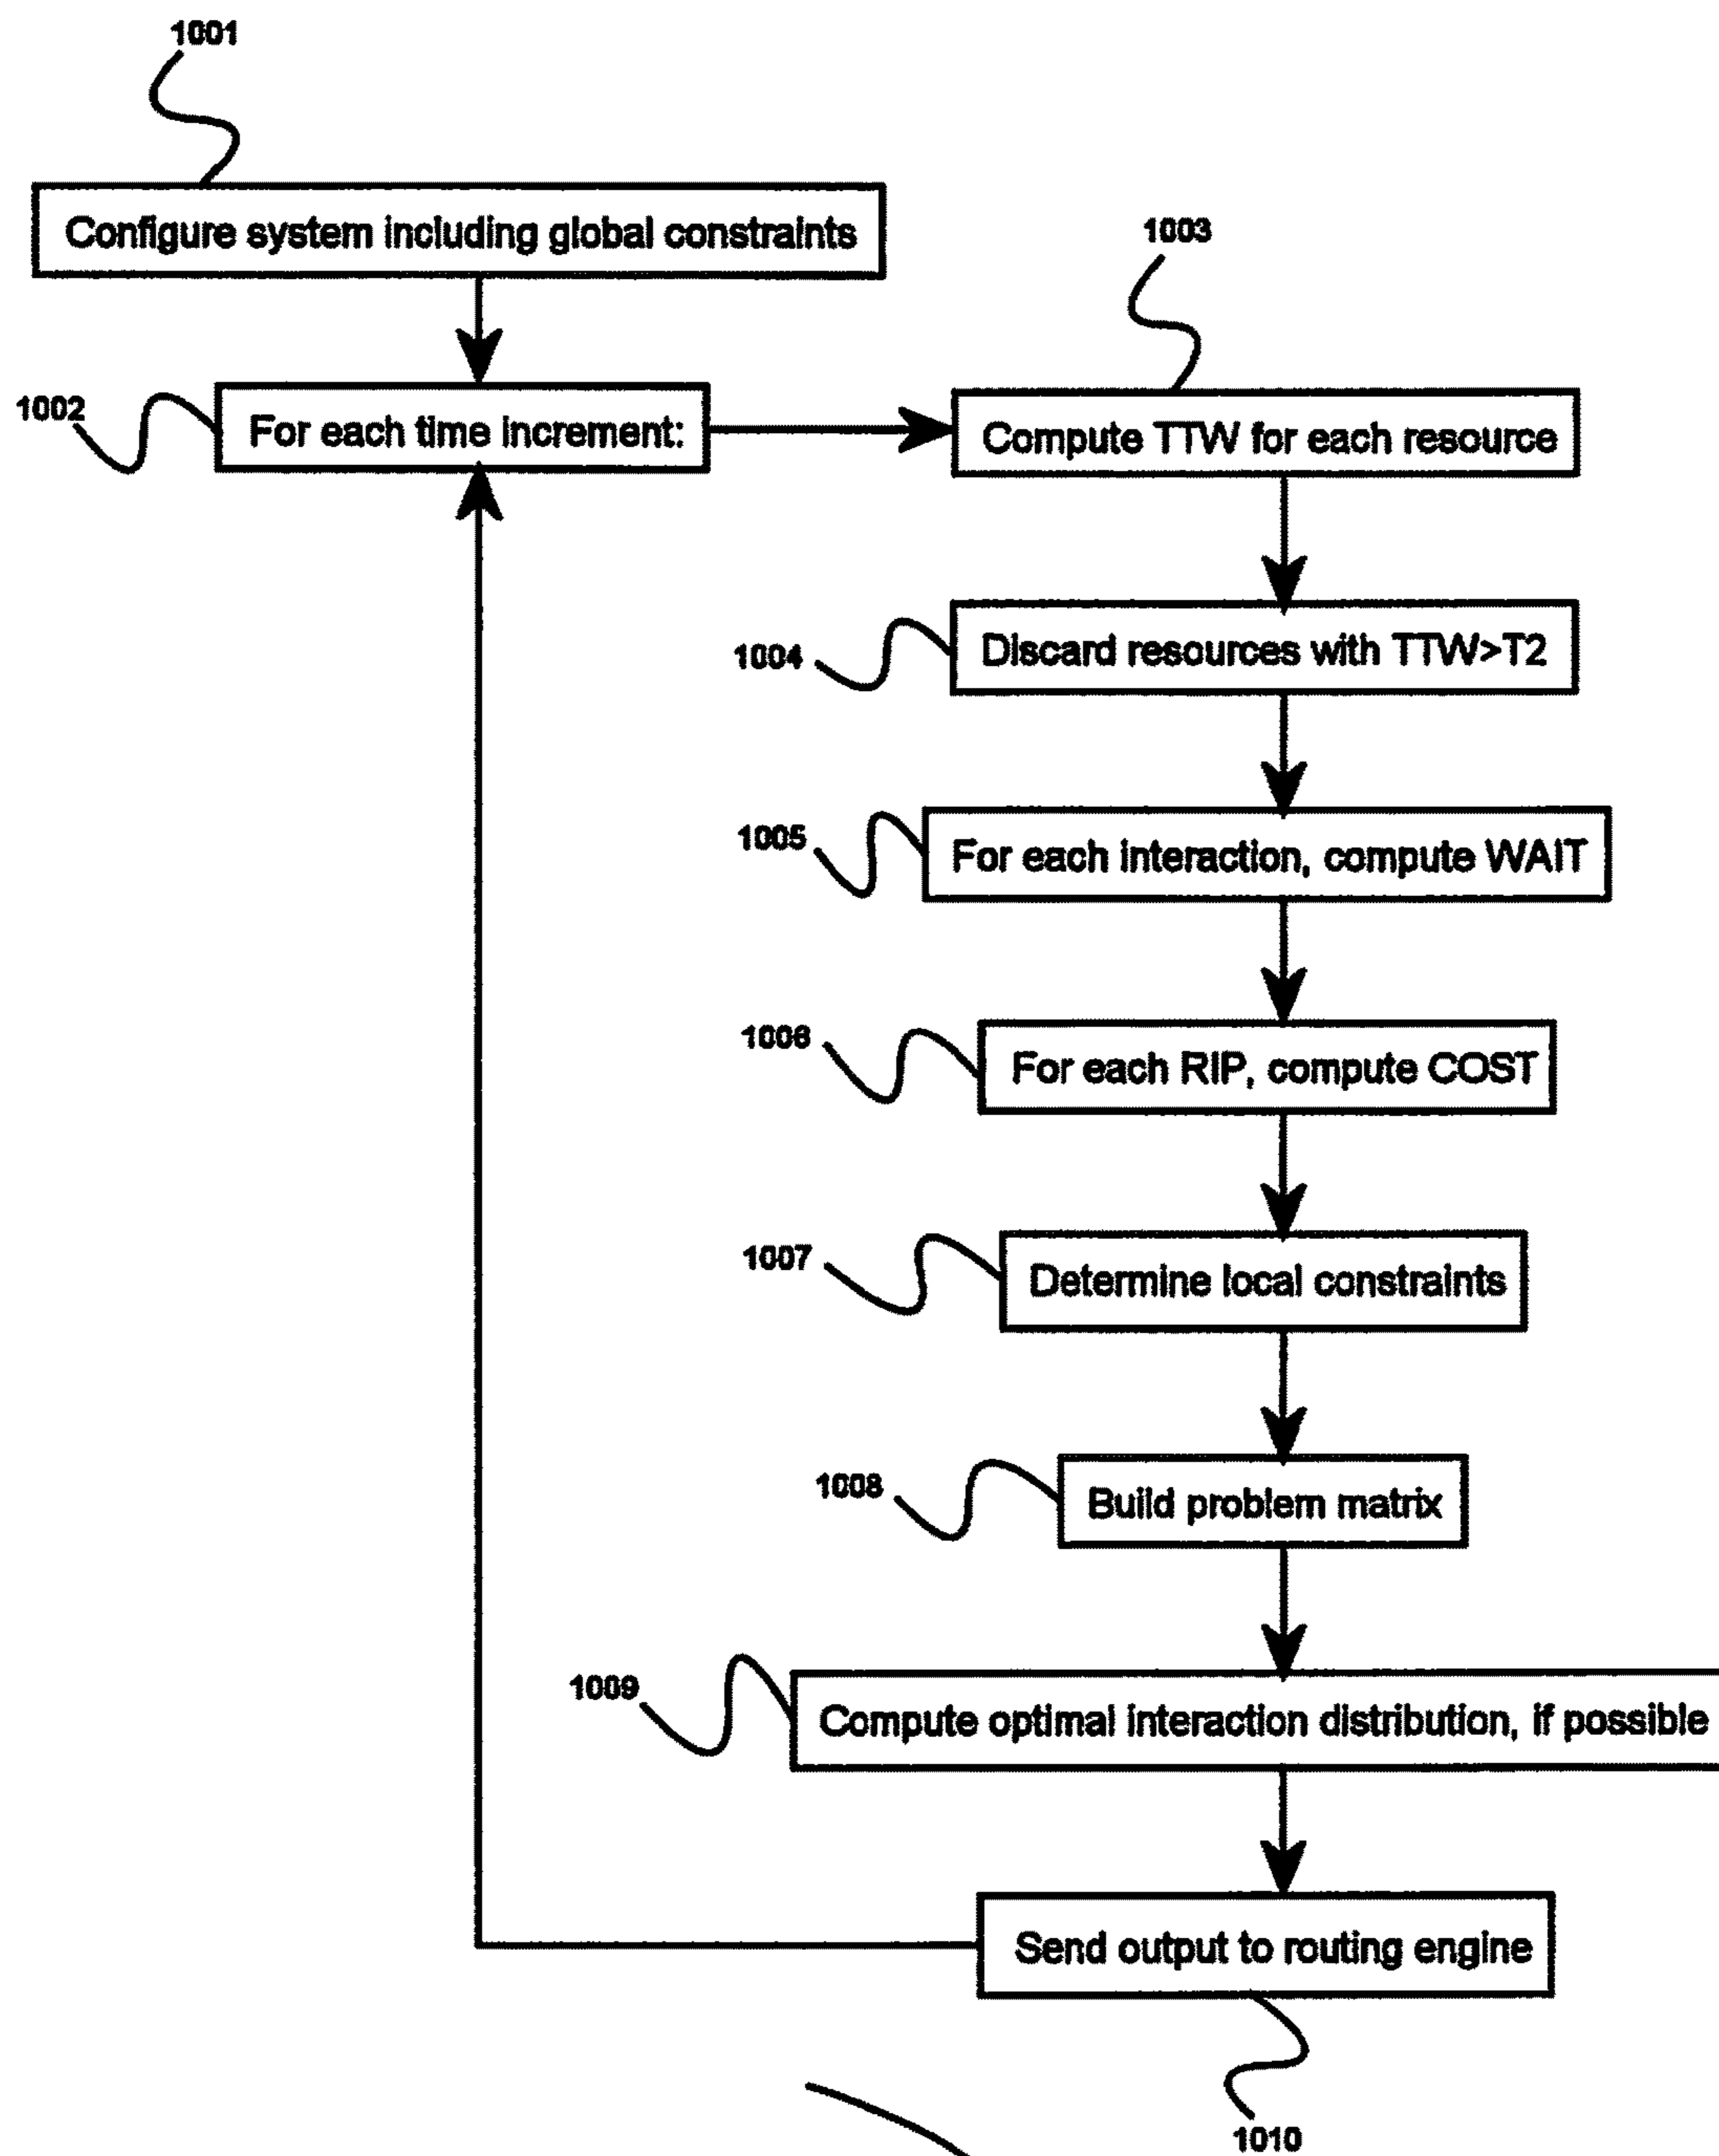 1001
Configure system including global constraints
1003
1002
For each time increment:
Compute TTW for each resource
1004
Discard resources with TTW>T2
1005
For each interaction, compute WAIT
1006
For each RIP, compute COST
1007
Determine local constraints
1008
Build problem matrix
1009
Compute optimal interaction distribution, if possible
Send output to routing engine
1010